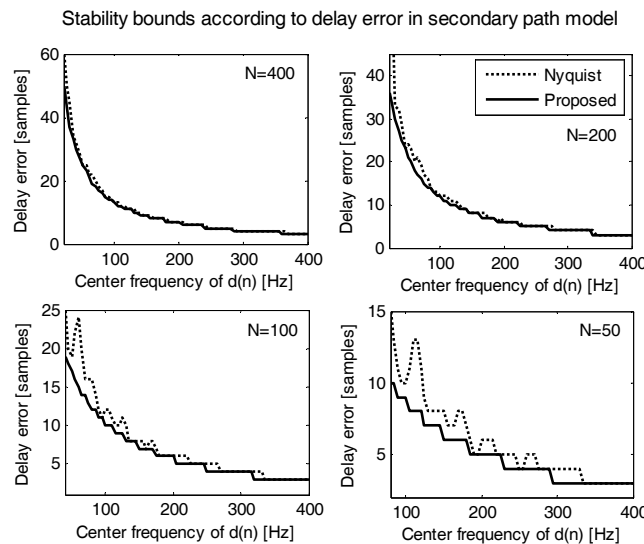 Stability bounds according to delay error in secondary path model
Delay error [samples]
60
40
20
0
N=400
100
200
300
400
Center frequency of d(n) [Hz]
Delay error [samples]
40
30
20
10
0
Nyquist
Proposed
N=200
100
200
300
400
Center frequency of d(n) [Hz]
Delay error [samples]
25
20
15
10
5
N=100
100
200
300
400
Center frequency of d(n) [Hz]
Delay error [samples]
15
10
5
N=50
100
200
300
400
Center frequency of d(n) [Hz]